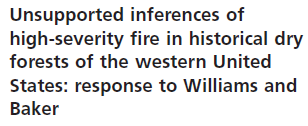 Unsupported inferences of
high-severity fire in historical dry
forests of the western United
States: response to Williams and
Baker